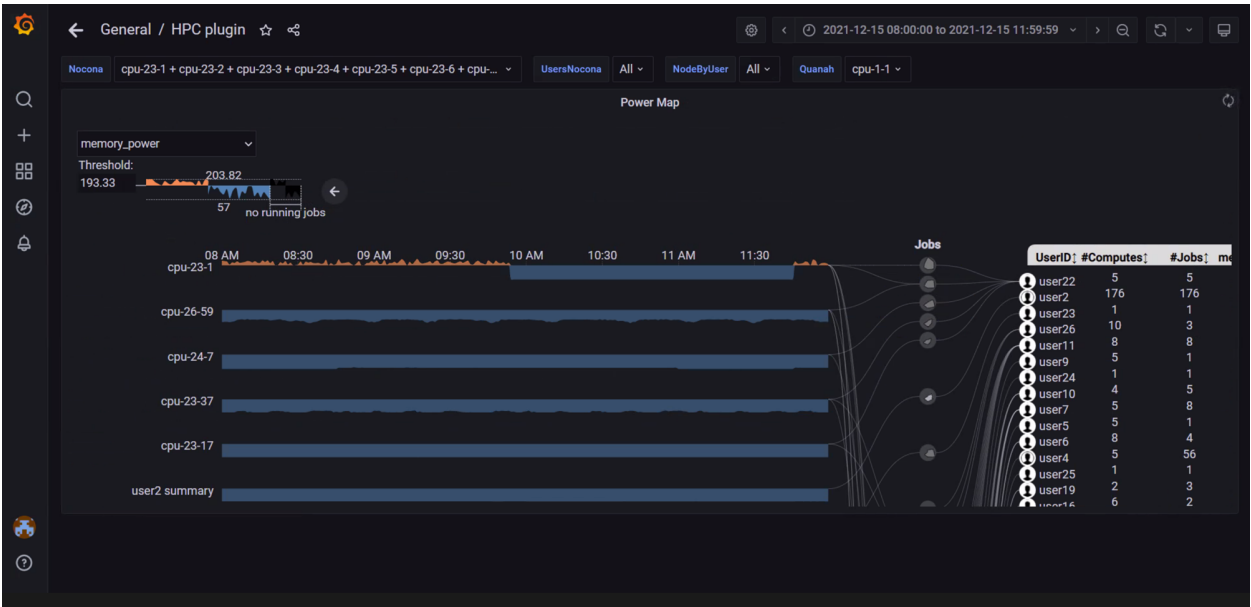 General / HPC plugin
2021-12-15 08:00:00 to 2021-12-15 11:59:59
Nocona cpu-23-1 + cpu-23-2 + cpu-23-3 + cpu-23-4 + cpu-23-5 + cpu-23-6 + cpu-... UsersNocona All NodeByUser All Quanah cpu-1-1
Power Map
memory_power
Threshold:
193.33
203.82
57
no running jobs
Jobs
08 AM 08:30 09 AM 09:30 10 AM 10:30 11 AM 11:30
cpu-23-1
cpu-26-59
cpu-24-7
cpu-23-37
cpu-23-17
user2 summary
UserID #Computes #Jobs me
user22 5 5
user2 176 176
user23 1 1
user26 10 3
user11 8 8
user9 5 1
user24 1 1
user10 4 5
user7 5 8
user5 5 1
user6 8 4
user4 5 56
user25 1 1
user19 2 3
user16 6 2